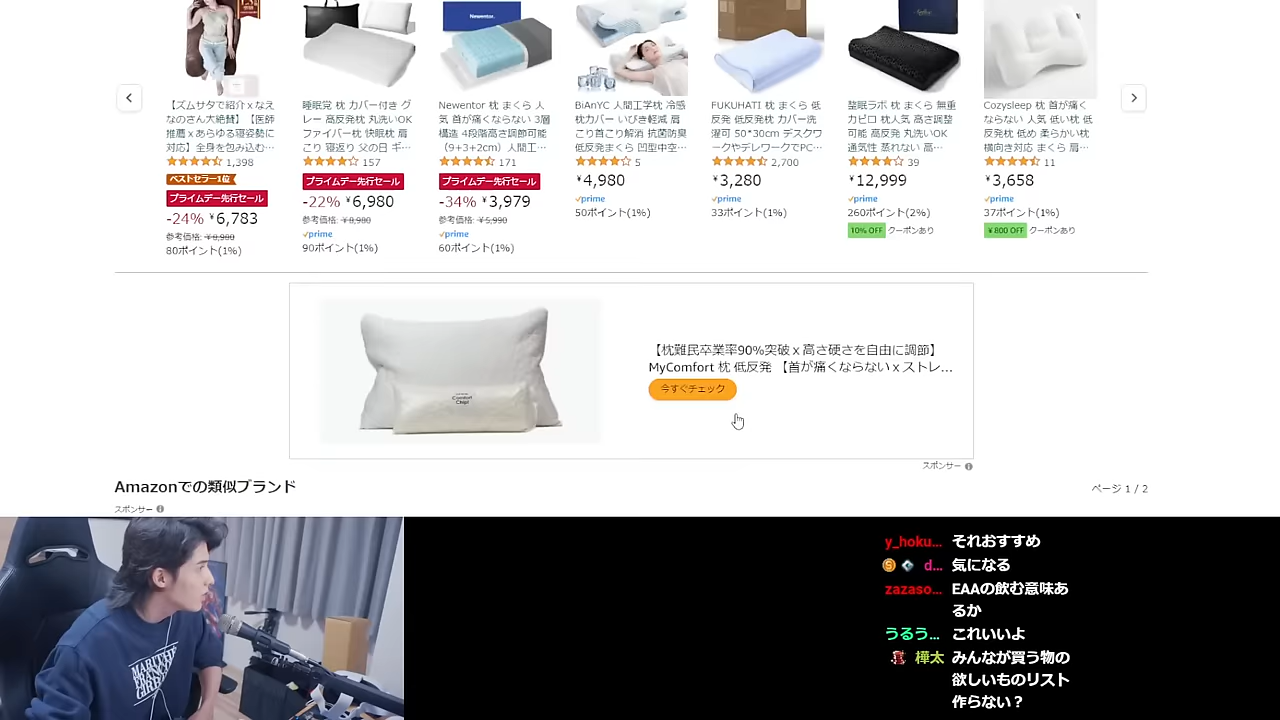 Newentor.
【ズムサタで紹介 x なえ
なのさん大絶賛】【医師
推薦 x あらゆる寝姿勢に
対応】全身を包み込む…
1,398
ベストセラー1位
プライムデー先行セール
-24% ¥6,783
参考価格: ¥8,980
80ポイント(1%)
睡眠覚 枕 カバー付き グ
レー 高反発枕 丸洗いOK
ファイバー枕 快眠枕 肩
こり 寝返り 父の日 ギ…
157
プライムデー先行セール
-22% ¥6,980
参考価格: ¥8,980
prime
90ポイント(1%)
Newentor 枕 まくら 人
気 首が痛くならない 3層
構造 4段階高さ調節可能
（9+3+2cm）人間工…
171
プライムデー先行セール
-34% ¥3,979
参考価格: ¥5,990
prime
60ポイント(1%)
BiAnYC 人間工学枕 冷感
枕カバー いびき軽減 肩
こり首こり解消 抗菌防臭
低反発まくら 凹型中空…
5
¥4,980
prime
50ポイント(1%)
FUKUHATI 枕 まくら 低
反発 低反発枕 カバー洗
濯可 50*30cm デスクワ
ークやテレワークでPC…
2,700
¥3,280
prime
33ポイント(1%)
整眠ラボ 枕 まくら 無重
力ピロ 枕人気 高さ調整
可能 高反発 丸洗いOK
通気性 蒸れない 高…
39
¥12,999
prime
260ポイント(2%)
10% OFF クーポンあり
Cozysleep 枕 首が痛く
ならない 人気 低い枕 低
反発枕 低め 柔らかい枕
横向き対応 まくら 肩…
11
¥3,658
prime
37ポイント(1%)
¥800 OFF クーポンあり
Comfort
Chip!
【枕難民卒業率90%突破 x 高さ硬さを自由に調節】
MyComfort 枕 低反発 【首が痛くならない x ストレ…
今すぐチェック
スポンサー
Amazonでの類似ブランド
ページ 1 / 2
スポンサー
MARITHÉ
FRANÇOIS
GIRBAUD
y_hoku… それおすすめ
d… 気になる
zazaso… EAAの飲む意味あ
るか
うるう… これいいよ
樺太 みんなが買う物の
欲しいものリスト
作らない？